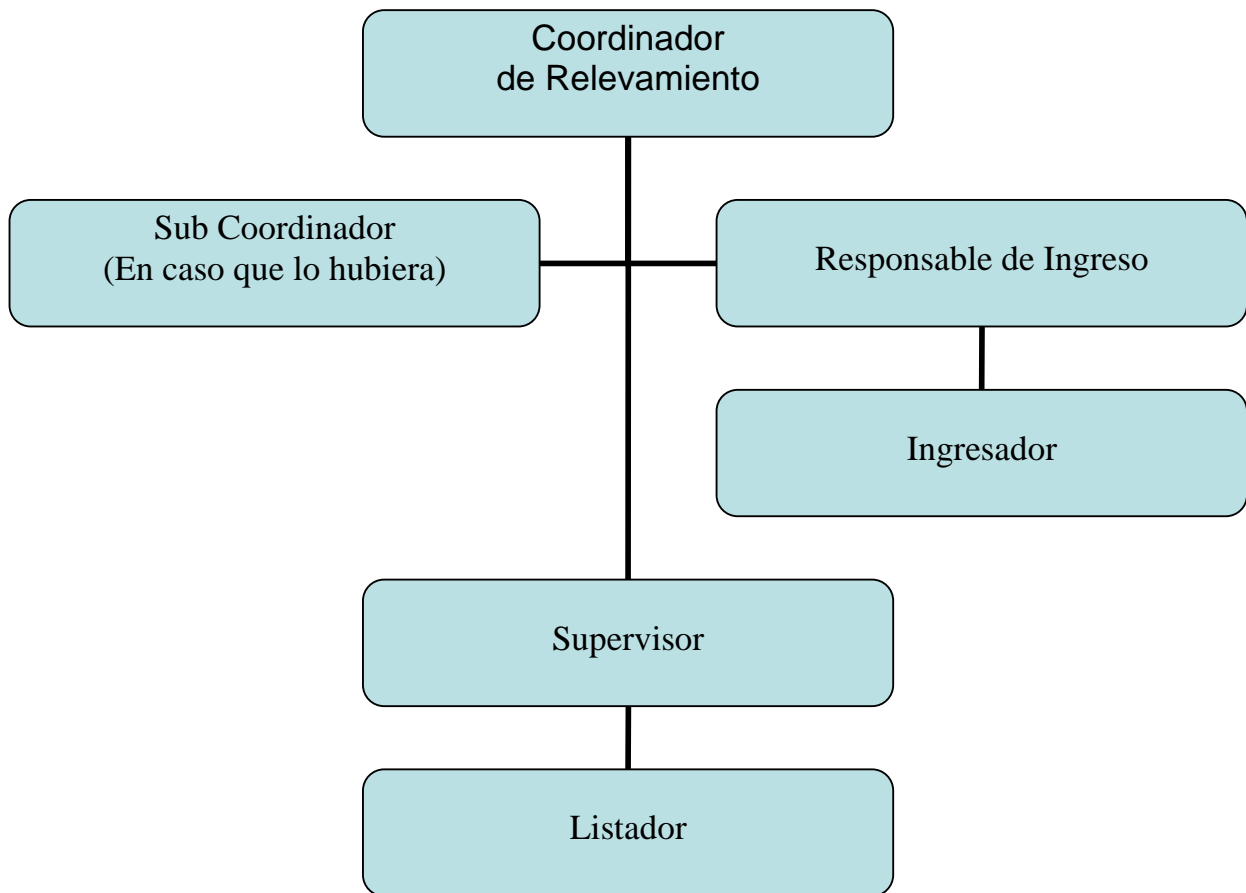 Coordinador
de Relevamiento
Sub Coordinador
(En caso que lo hubiera)
Responsable de Ingreso
Ingresador
Supervisor
Listador